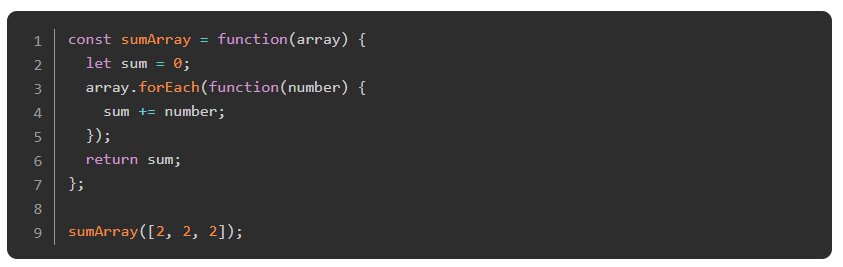 1 const sumArray = function(array) {
2   let sum = 0;
3   array.forEach(function(number) {
4     sum += number;
5   });
6   return sum;
7 };
8
9 sumArray([2, 2, 2]);